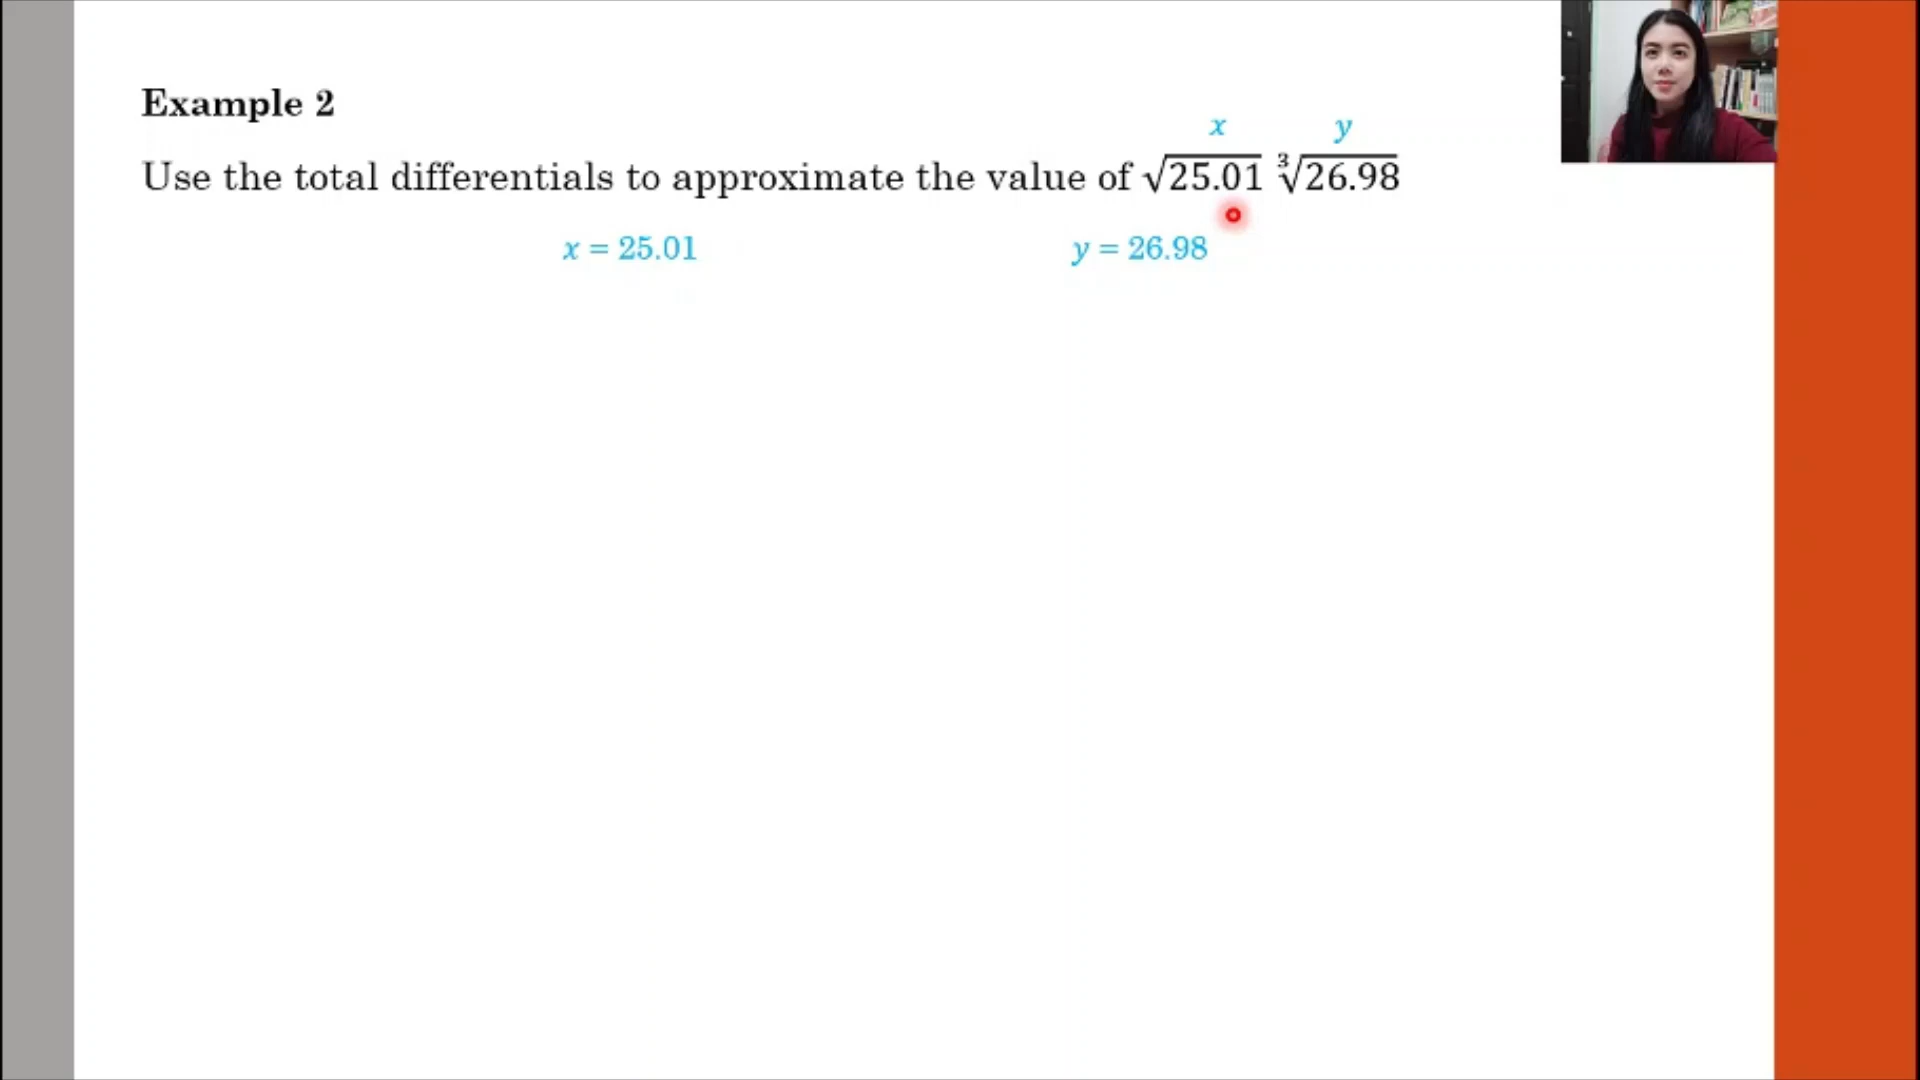 Example 2
x y
Use the total differentials to approximate the value of √25.01 ∛26.98
x = 25.01 y = 26.98